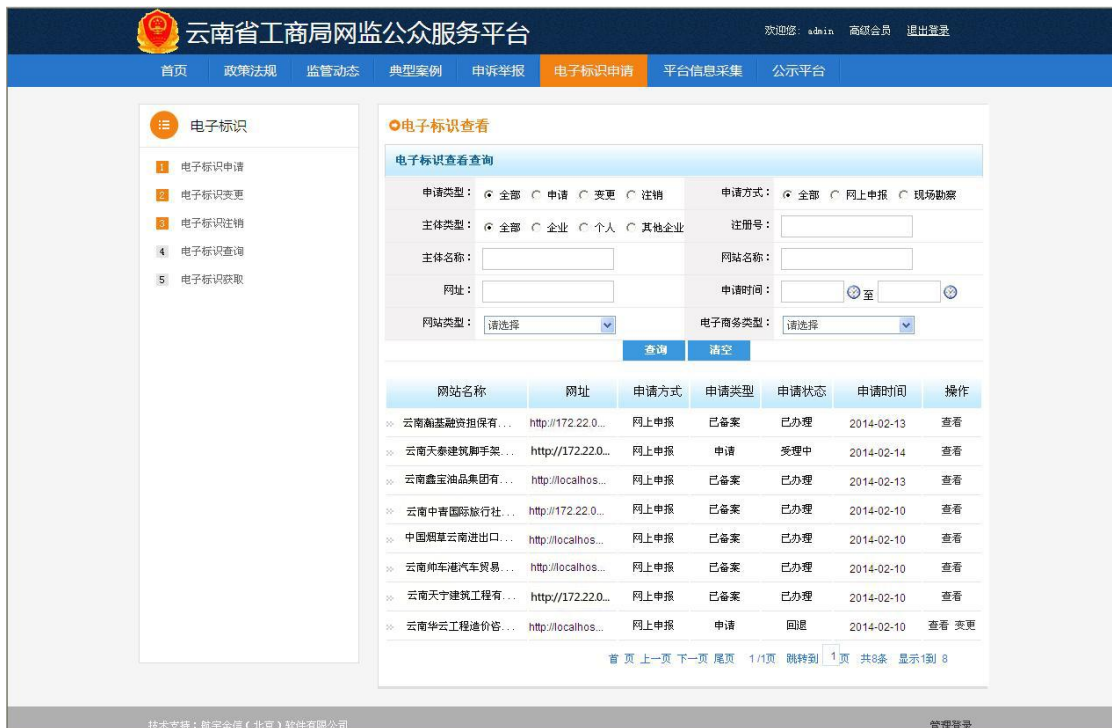 云南省工商局网监公众服务平台
欢迎您: admin 高级会员 退出登录
首页 政策法规 监管动态 典型案例 申诉举报 电子标识申请 平台信息采集 公示平台
电子标识
1 电子标识申请
2 电子标识变更
3 电子标识注销
4 电子标识查询
5 电子标识获取
电子标识查看
电子标识查看查询
申请类型： 全部 申请 变更 注销 申请方式： 全部 网上申报 现场勘察
主体类型： 全部 企业 个人 其他企业 注册号：
主体名称： 网站名称：
网址： 申请时间： 至
网站类型： 请选择 电子商务类型： 请选择
查询 清空
网站名称 网址 申请方式 申请类型 申请状态 申请时间 操作
云南瀚基融资担保有... http://172.22.0... 网上申报 已备案 已办理 2014-02-13 查看
云南天泰建筑脚手架... http://172.22.0... 网上申报 申请 受理中 2014-02-14 查看
云南鑫宝油品集团有... http://localhos... 网上申报 已备案 已办理 2014-02-13 查看
云南中青国际旅行社... http://172.22.0... 网上申报 已备案 已办理 2014-02-10 查看
中国烟草云南进出口... http://localhos... 网上申报 已备案 已办理 2014-02-10 查看
云南帅车港汽车贸易... http://localhos... 网上申报 已备案 已办理 2014-02-10 查看
云南天宁建筑工程有... http://172.22.0... 网上申报 已备案 已办理 2014-02-10 查看
云南华云工程造价咨... http://localhos... 网上申报 申请 回退 2014-02-10 查看 变更
首 页 上一页 下一页 尾页 1/1页 跳转到 1 页 共8条 显示1到 8
技术支持：航宇金信(北京)软件有限公司 管理登录